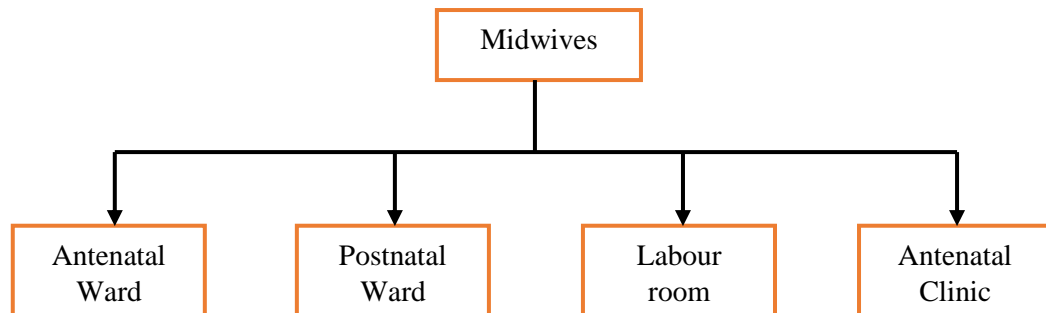 Midwives
Antenatal
Ward
Postnatal
Ward
Labour
room
Antenatal
Clinic